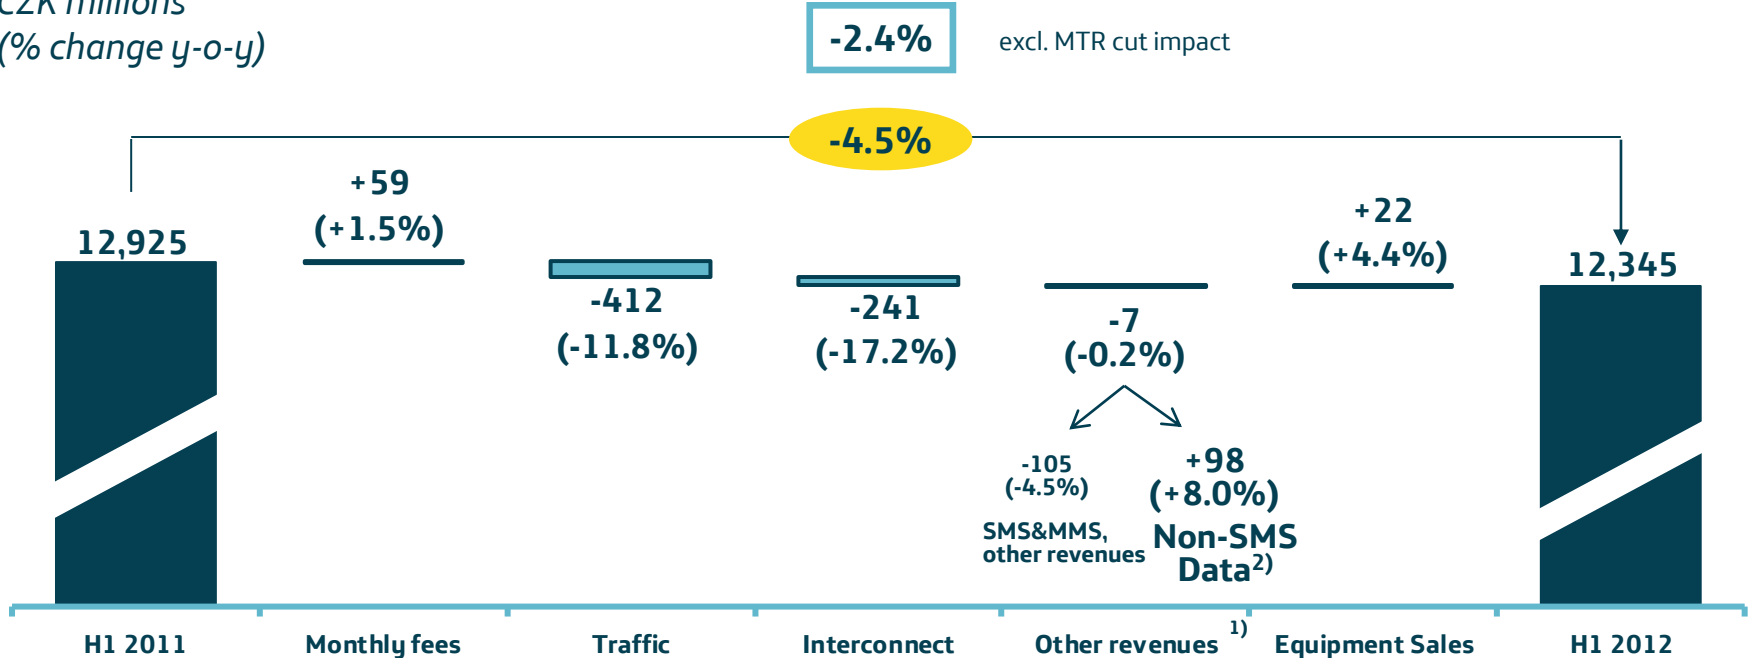 CZK millions
(% change y-o-y)
-2.4%
excl. MTR cut impact
-4.5%
12,925
+59
(+1.5%)
-412
(-11.8%)
-241
(-17.2%)
-7
(-0.2%)
+22
(+4.4%)
12,345
-105
(-4.5%)
SMS&MMS,
other revenues
+98
(+8.0%)
Non-SMS
Data2)
H1 2011
Monthly fees
Traffic
Interconnect
Other revenues 1)
Equipment Sales
H1 2012